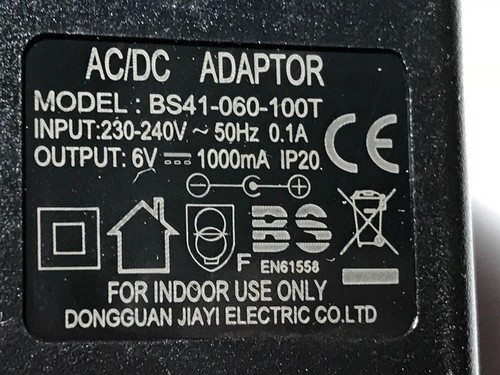 AC/DC ADAPTOR
MODEL : BS41-060-100T
INPUT:230-240V ~ 50Hz 0.1A
OUTPUT: 6V ⎓ 1000mA IP20
CE
- +
F
BS
EN61558
FOR INDOOR USE ONLY
DONGGUAN JIAYI ELECTRIC CO.LTD